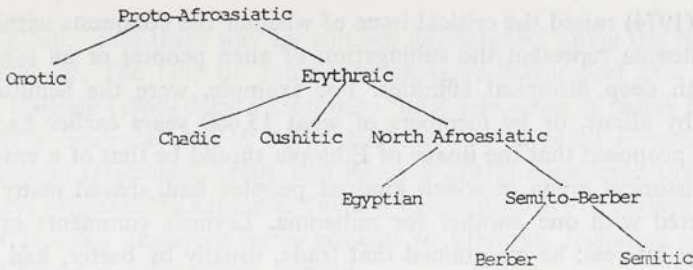 Proto-Afroasiatic
Omotic Erythraic
Chadic Cushitic North Afroasiatic
Egyptian Semito-Berber
Berber Semitic